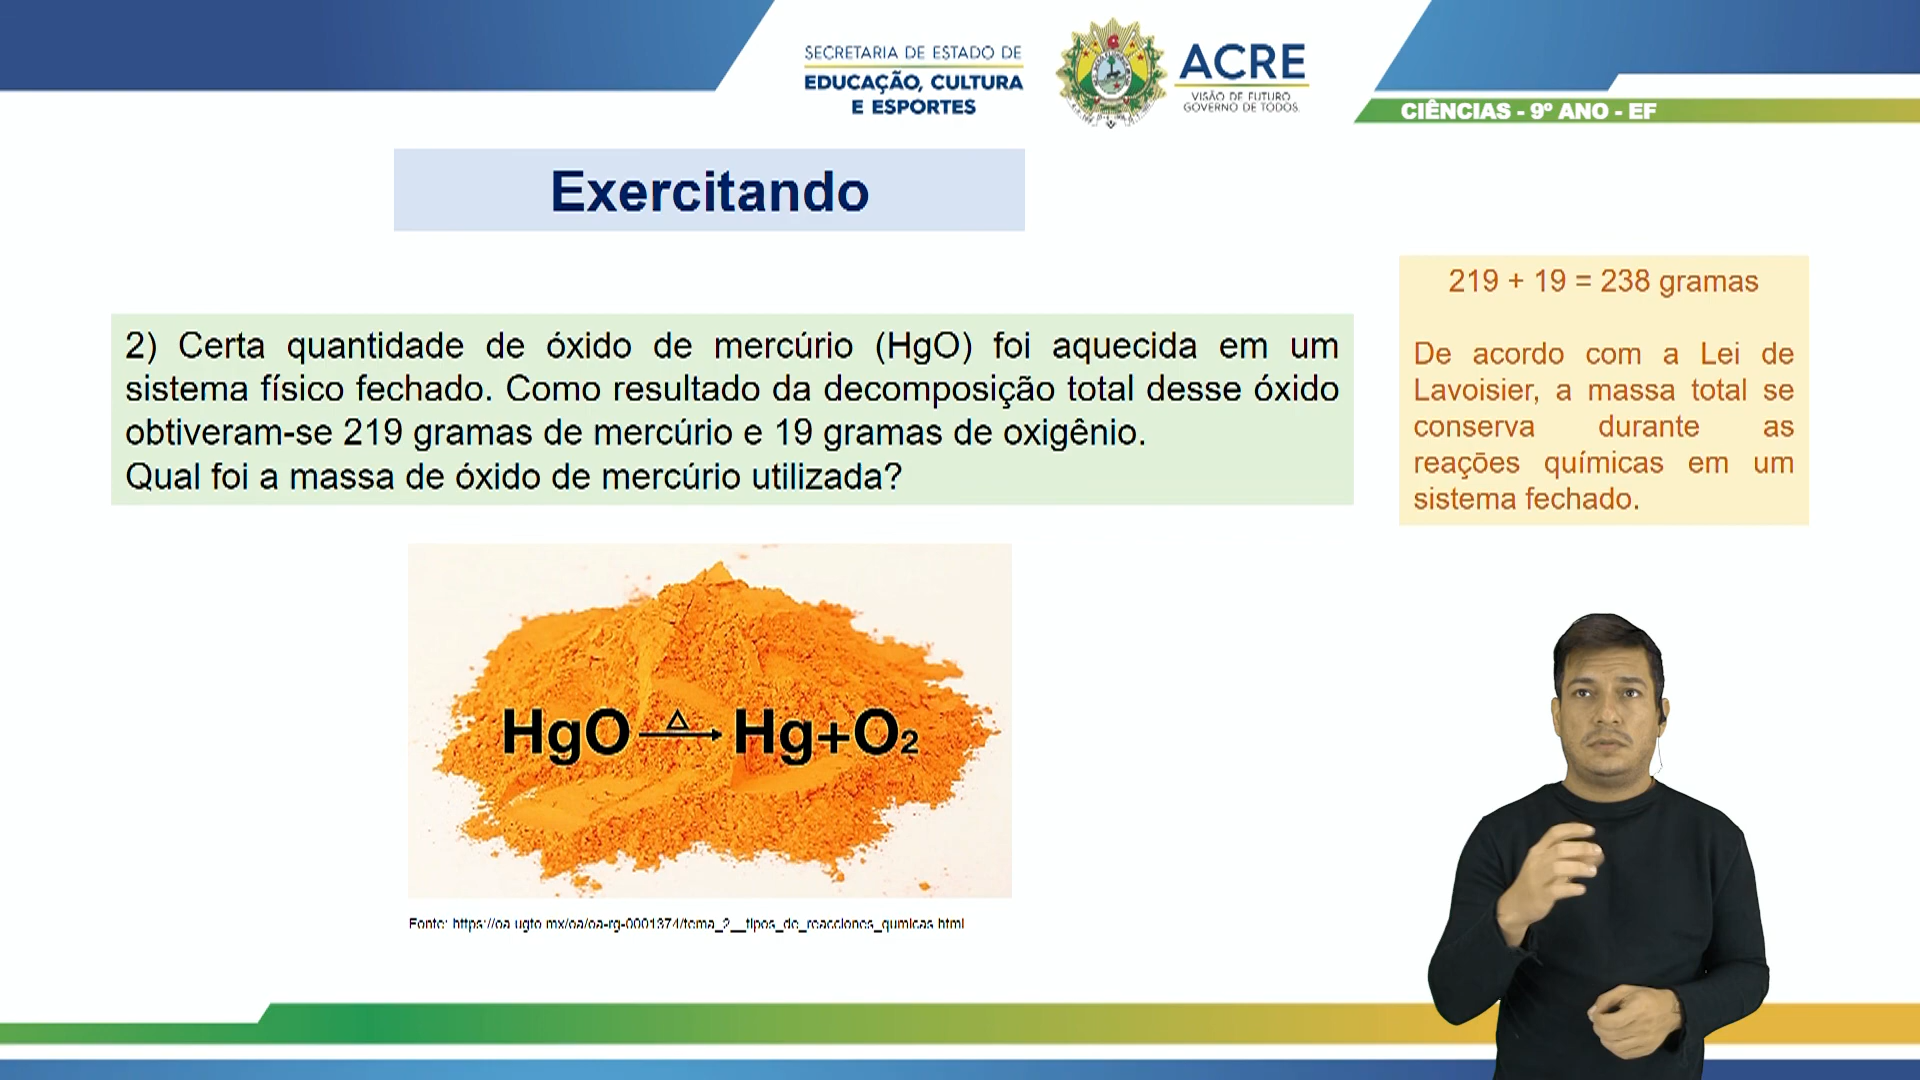 SECRETARIA DE ESTADO DE
EDUCAÇÃO, CULTURA
E ESPORTES
ACRE
VISÃO DE FUTURO
GOVERNO DE TODOS
CIÊNCIAS - 9º ANO - EF
Exercitando
2) Certa quantidade de óxido de mercúrio (HgO) foi aquecida em um
sistema físico fechado. Como resultado da decomposição total desse óxido
obtiveram-se 219 gramas de mercúrio e 19 gramas de oxigênio.
Qual foi a massa de óxido de mercúrio utilizada?
219 + 19 = 238 gramas
De acordo com a Lei de
Lavoisier, a massa total se
conserva durante as
reações químicas em um
sistema fechado.
HgO △→ Hg+O₂
Fonte: https://oa.ugto.mx/oa/oa-rg-0001374/tema_2__tipos_de_reacciones_qumicas.html